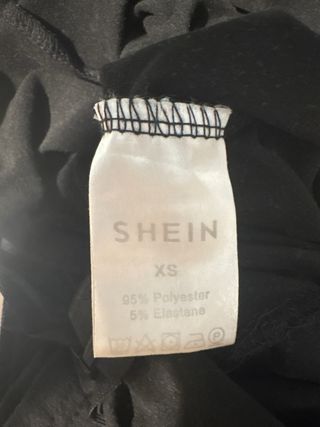 SHEIN
XS
95% Polyester
5% Elastane